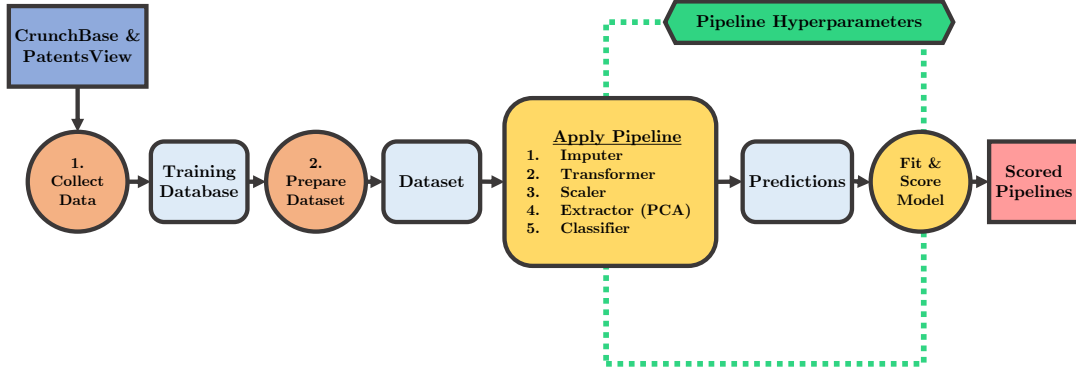 CrunchBase &
PatentsView
Pipeline Hyperparameters
1.
Collect
Data
Training
Database
2.
Prepare
Dataset
Dataset
Apply Pipeline
1. Imputer
2. Transformer
3. Scaler
4. Extractor (PCA)
5. Classifier
Predictions
Fit &
Score
Model
Scored
Pipelines